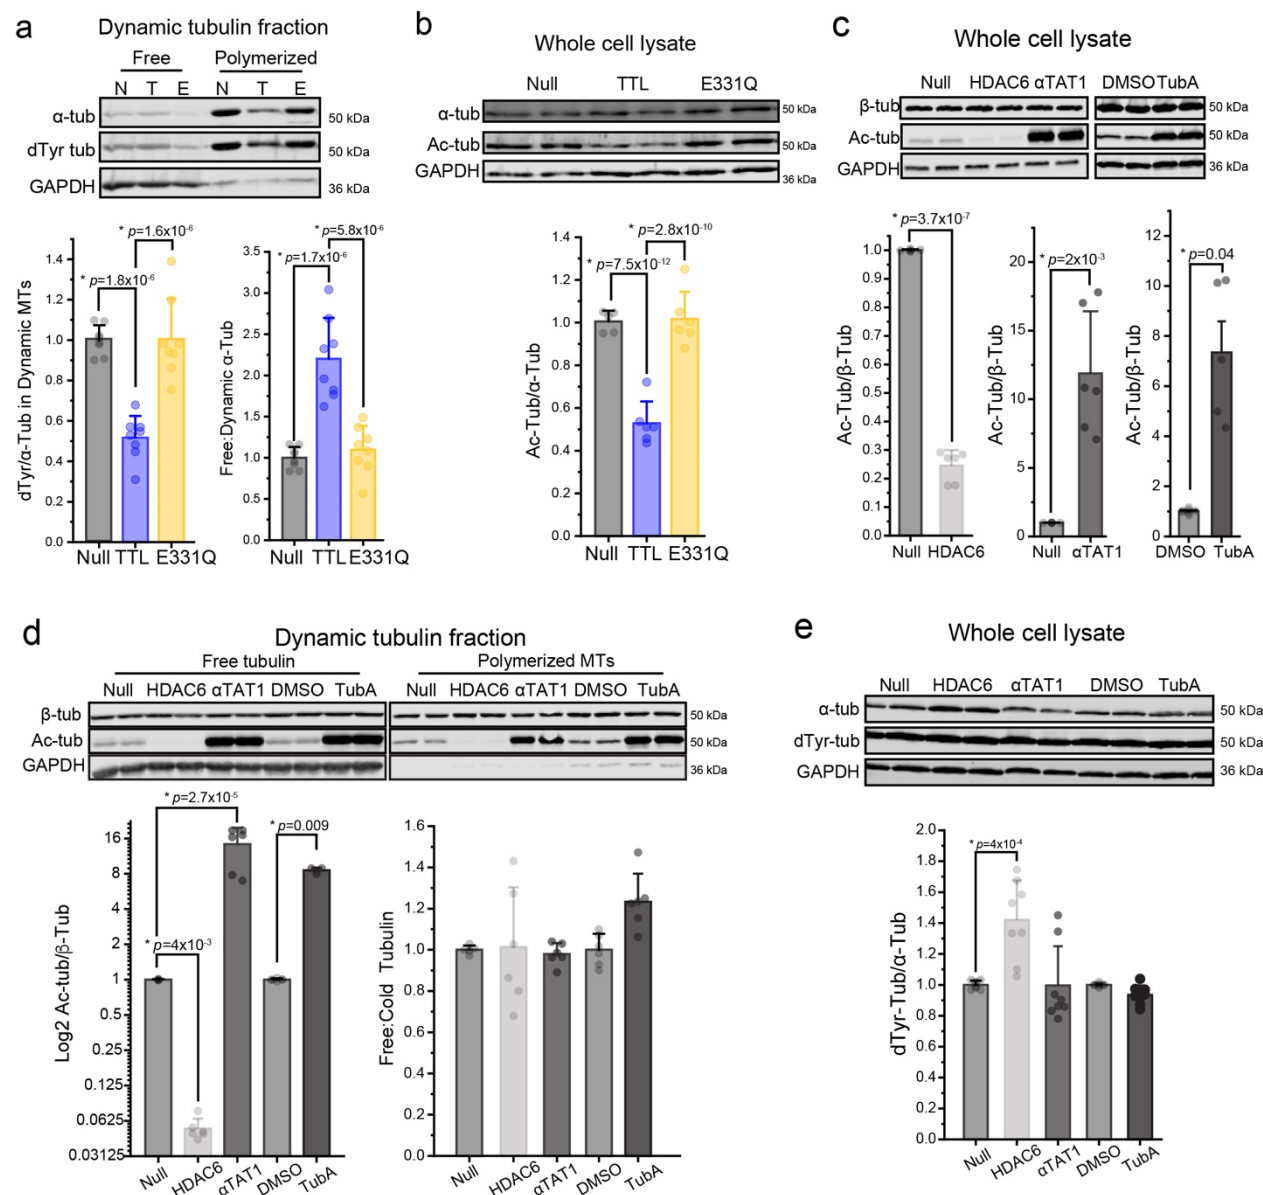 a
Dynamic tubulin fraction
Free Polymerized
N T E N T E
α-tub
50 kDa
dTyr tub
50 kDa
GAPDH
36 kDa
dTyr/α-Tub in Dynamic MTs
1.4
1.2
1.0
0.8
0.6
0.4
0.2
0.0
* p=1.6x10-6
* p=1.8x10-6
Null TTL E331Q
Free:Dynamic α-Tub
3.5
3.0
2.5
2.0
1.5
1.0
0.5
0.0
*p=5.8x10-6
* p=1.7x10-6
Null TTL E331Q
b
Whole cell lysate
Null TTL E331Q
α-tub
50 kDa
Ac-tub
50 kDa
GAPDH
36 kDa
Ac-Tub/α-Tub
1.4
1.2
1.0
0.8
0.6
0.4
0.2
0.0
* p=2.8x10-10
* p=7.5x10-12
Null TTL E331Q
c
Whole cell lysate
Null HDAC6 αTAT1 DMSO TubA
β-tub
50 kDa
Ac-tub
50 kDa
GAPDH
36 kDa
Ac-Tub/β-Tub
1.0
0.9
0.8
0.7
0.6
0.5
0.4
0.3
0.2
0.1
0.0
* p=3.7x10-7
Null HDAC6
Ac-Tub/β-Tub
20
15
10
5
0
* p=2x10-3
Null αTAT1
Ac-Tub/β-Tub
12
10
8
6
4
2
1
0
* p=0.04
DMSO TubA
d
Dynamic tubulin fraction
Free tubulin Polymerized MTs
Null HDAC6 αTAT1 DMSO TubA Null HDAC6 αTAT1 DMSO TubA
β-tub
50 kDa
Ac-tub
50 kDa
GAPDH
36 kDa
Log2 Ac-tub/β-Tub
16
8
4
2
1
0.5
0.25
0.125
0.0625
0.03125
* p=2.7x10-5
* p=0.009
* p=4x10-3
Null HDAC6 αTAT1 DMSO TubA
Free:Cold Tubulin
1.6
1.4
1.2
1.0
0.8
0.6
0.4
0.2
0.0
Null HDAC6 αTAT1 DMSO TubA
e
Whole cell lysate
Null HDAC6 αTAT1 DMSO TubA
α-tub
50 kDa
dTyr-tub
50 kDa
GAPDH
36 kDa
dTyr-Tub/α-Tub
2.0
1.8
1.6
1.4
1.2
1.0
0.8
0.6
0.4
0.2
0.0
* p=4x10-4
Null HDAC6 αTAT1 DMSO TubA